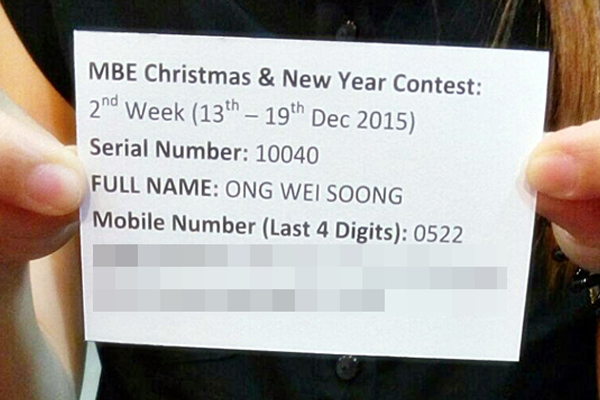 MBE Christmas & New Year Contest:
2nd Week (13th – 19th Dec 2015)
Serial Number: 10040
FULL NAME: ONG WEI SOONG
Mobile Number (Last 4 Digits): 0522